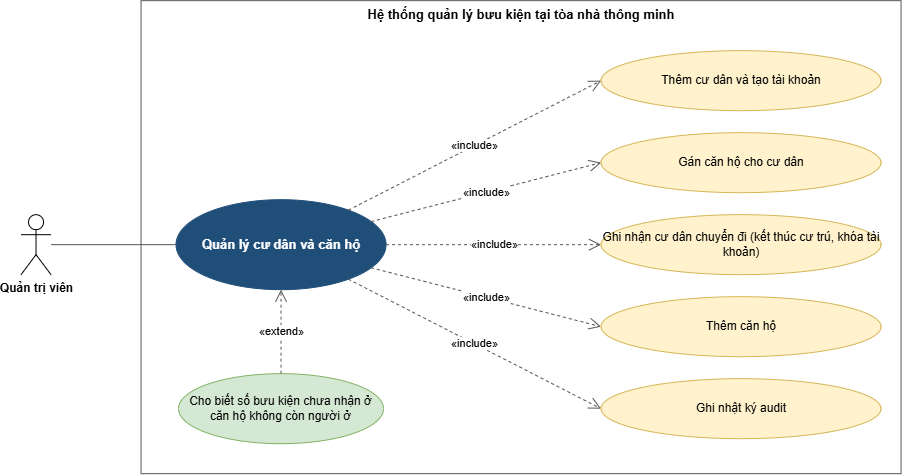 Hệ thống quản lý bưu kiện tại tòa nhà thông minh
Thêm cư dân và tạo tài khoản
«include»
Gán căn hộ cho cư dân
«include»
Quản trị viên
Quản lý cư dân và căn hộ
«include»
Ghi nhận cư dân chuyển đi (kết thúc cư trú, khóa tài
khoản)
«include»
Thêm căn hộ
«extend»
«include»
Cho biết số bưu kiện chưa nhận ở
căn hộ không còn người ở
Ghi nhật ký audit